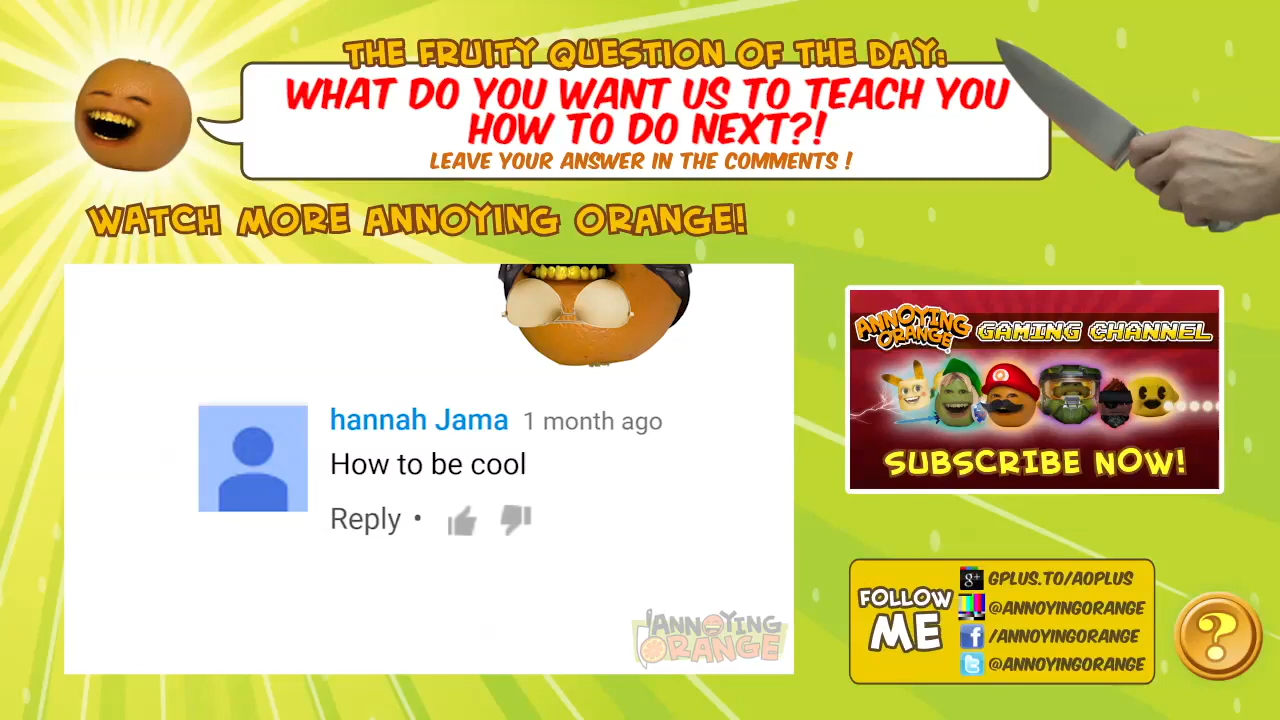 THE FRUITY QUESTION OF THE DAY:
WHAT DO YOU WANT US TO TEACH YOU
HOW TO DO NEXT?!
LEAVE YOUR ANSWER IN THE COMMENTS !
WATCH MORE ANNOYING ORANGE!
hannah Jama 1 month ago
How to be cool
Reply •
ANNOYING
ORANGE
ANNOYING
ORANGE
GAMING CHANNEL
SUBSCRIBE NOW!
FOLLOW
ME
g+ GPLUS.TO/AOPLUS
@ANNOYINGORANGE
f /ANNOYINGORANGE
@ANNOYINGORANGE
?